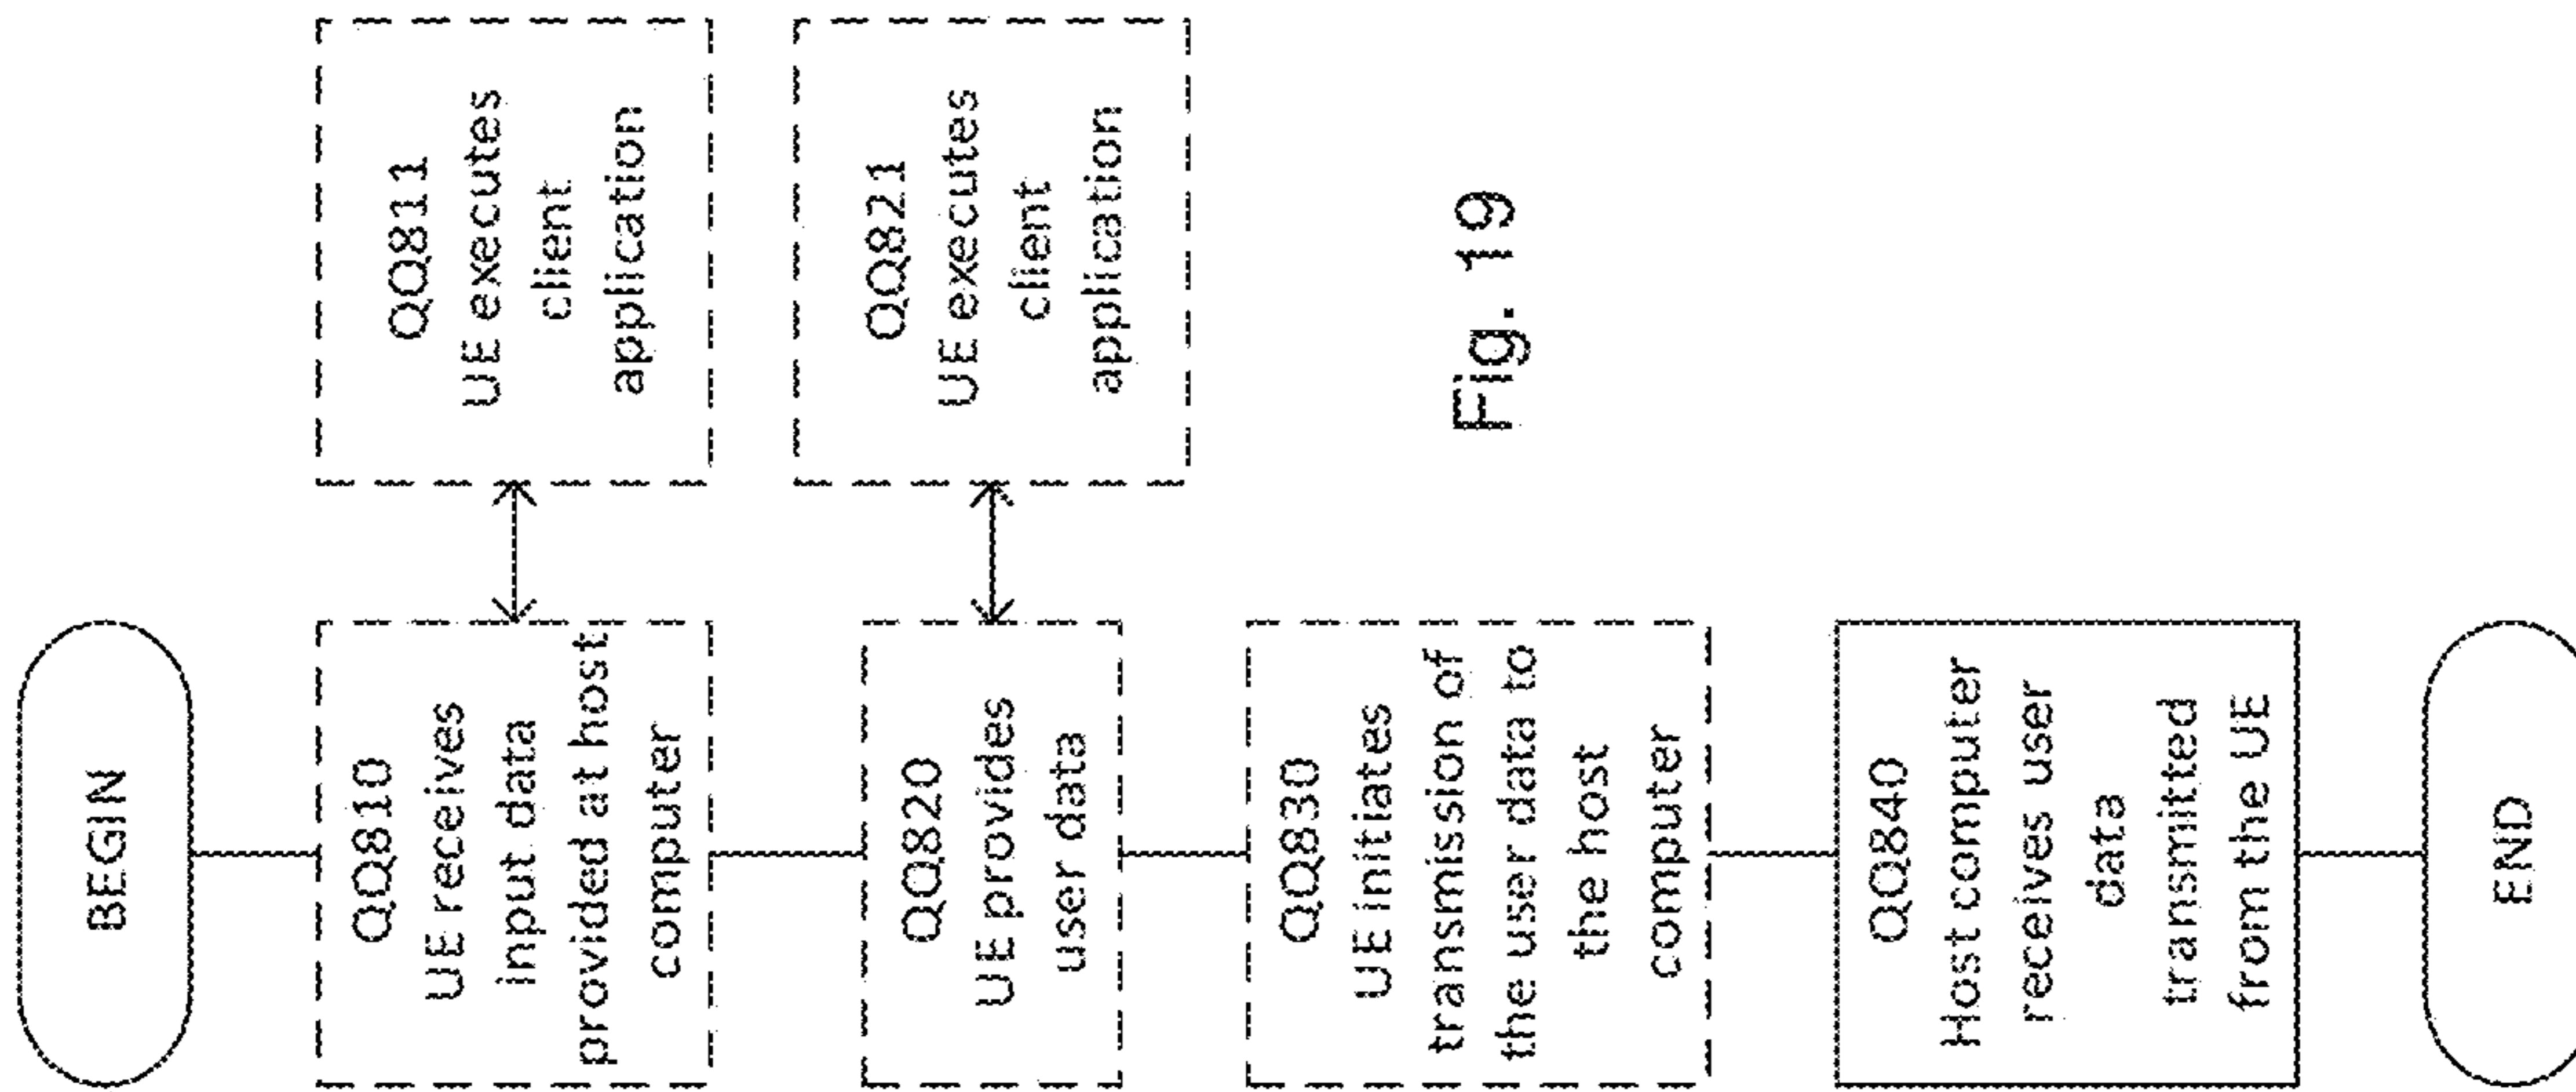 BEGIN
QQ810
UE receives
input data
provided at host
computer
QQ811
UE executes
client
application
QQ820
UE provides
user data
QQ821
UE executes
client
application
QQ830
UE initiates
transmission of
the user data to
the host
computer
QQ840
Host computer
receives user
data
transmitted
from the UE
END
Fig. 19